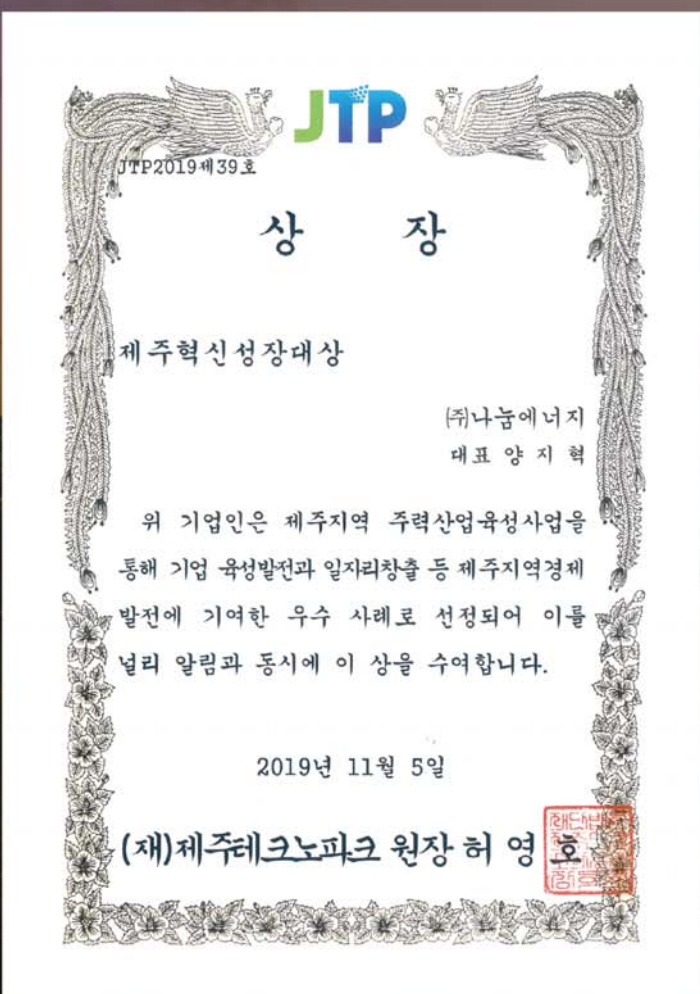 JTP
JTP2019제39호
상 장
제주혁신성장대상
(주)나눔에너지
대표 양 지 혁
위 기업인은 제주지역 주력산업육성사업을
통해 기업 육성발전과 일자리창출 등 제주지역경제
발전에 기여한 우수 사례로 선정되어 이를
널리 알림과 동시에 이 상을 수여합니다.
2019년 11월 5일
(재)제주테크노파크 원장 허 영 호